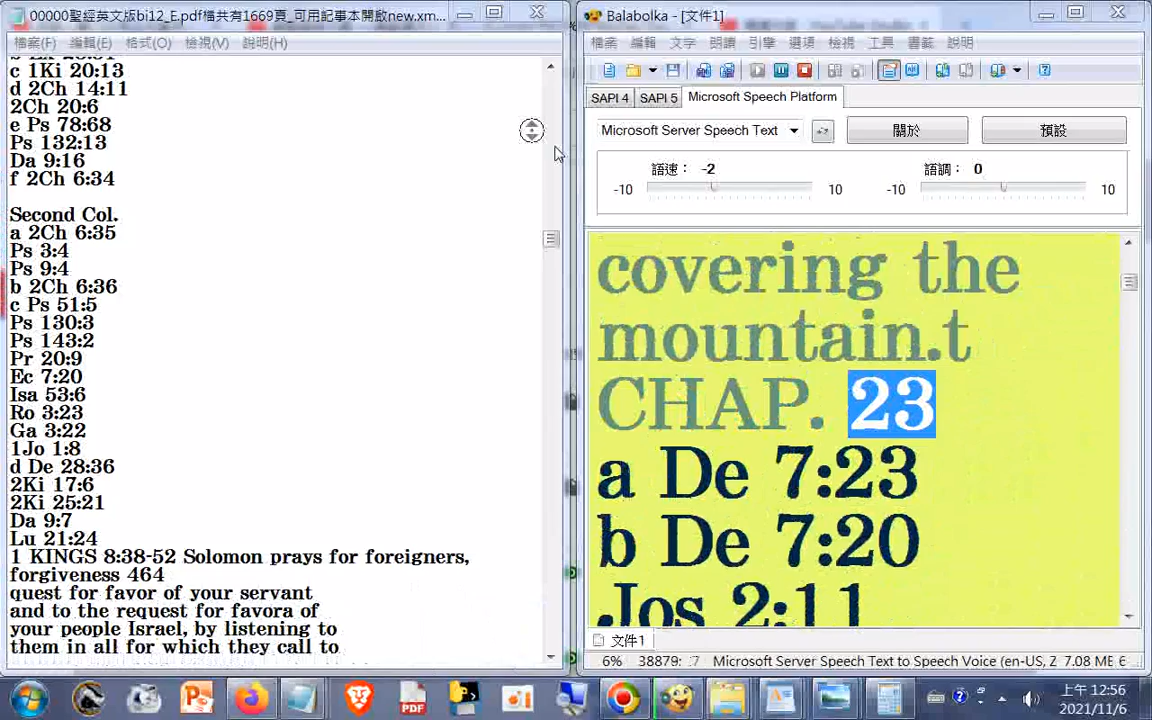 00000聖經英文版bi12_E.pdf檔共有1669頁_可用記事本開啟new.xm...
檔案(F) 編輯(E) 格式(O) 檢視(V) 說明(H)
c 1Ki 20:13
d 2Ch 14:11
2Ch 20:6
e Ps 78:68
Ps 132:13
Da 9:16
f 2Ch 6:34
Second Col.
a 2Ch 6:35
Ps 3:4
Ps 9:4
b 2Ch 6:36
c Ps 51:5
Ps 130:3
Ps 143:2
Pr 20:9
Ec 7:20
Isa 53:6
Ro 3:23
Ga 3:22
1Jo 1:8
d De 28:36
2Ki 17:6
2Ki 25:21
Da 9:7
Lu 21:24
1 KINGS 8:38-52 Solomon prays for foreigners,
forgiveness 464
quest for favor of your servant
and to the request for favora of
your people Israel, by listening to
them in all for which they call to
Balabolka - [文件1]
檔案 編輯 文字 朗讀 引擎 選項 檢視 工具 書籤 說明
SAPI 4 SAPI 5 Microsoft Speech Platform
Microsoft Server Speech Text 關於 預設
語速： -2 語調： 0
-10 10 -10 10
covering the
mountain.t
CHAP. 23
a De 7:23
b De 7:20
Jos 2:11
文件1
6% 38879: Microsoft Server Speech Text to Speech Voice (en-US, Z 7.08 MB
上午 12:56
2021/11/6